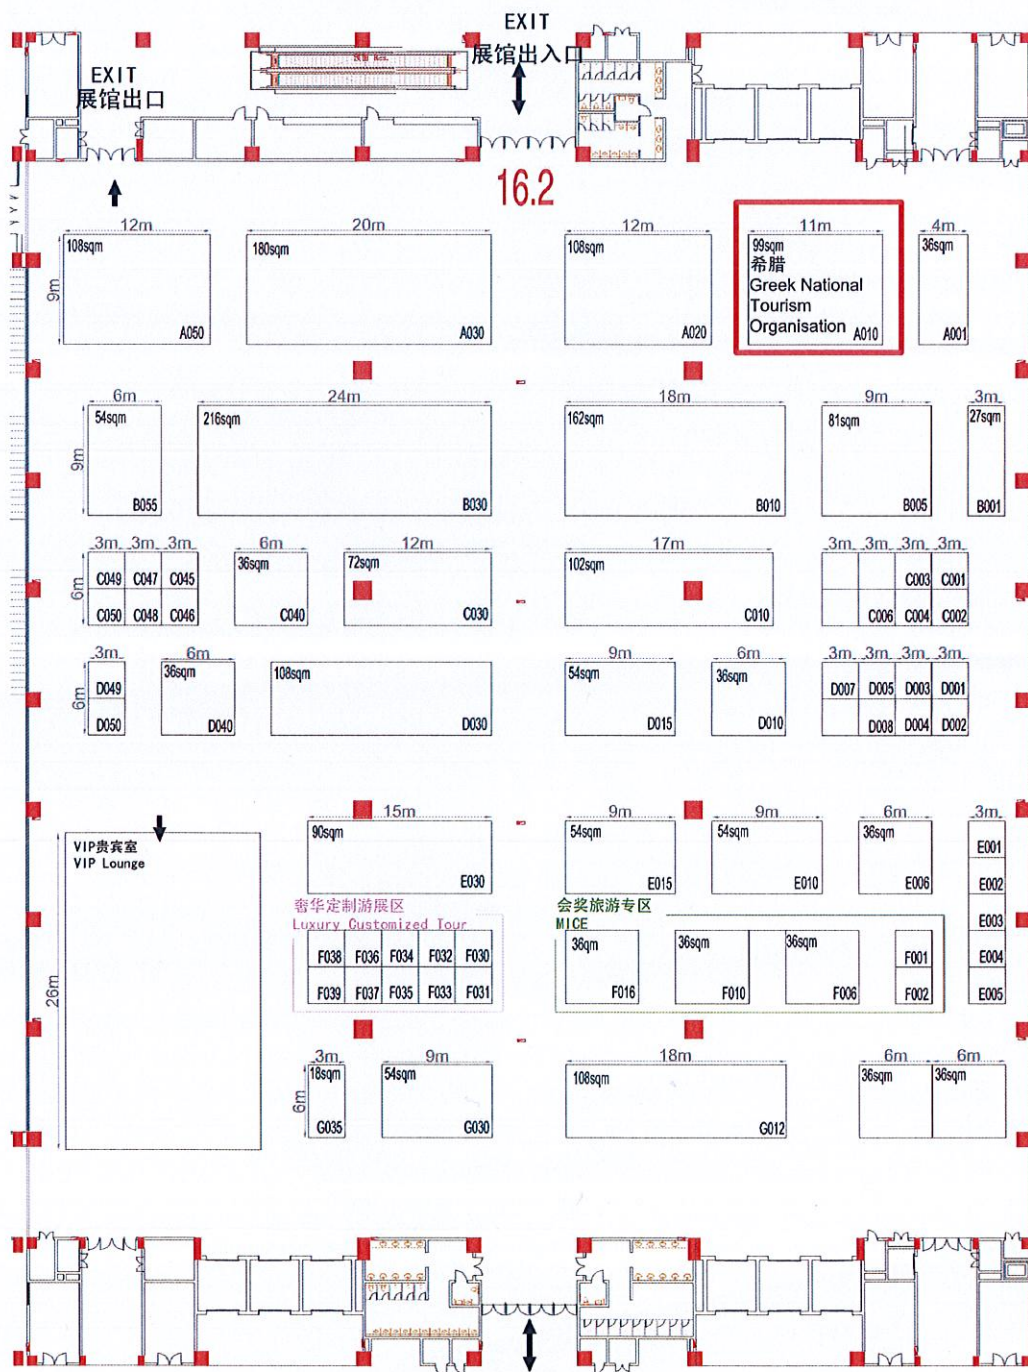 EXIT
展馆出入口
EXIT
展馆出口
16.2
12m
20m
12m
11m
4m
9m
108sqm
A050
180sqm
A030
108sqm
A020
99sqm
希腊
Greek National
Tourism
Organisation
A010
36sqm
A001
6m
24m
18m
9m
3m
9m
54sqm
B055
216sqm
B030
162sqm
B010
81sqm
B005
27sqm
B001
3m 3m 3m
6m
12m
17m
3m 3m 3m 3m
6m
C049 C047 C045
C050 C048 C046
36sqm
C040
72sqm
C030
102sqm
C010
C003 C001
C006 C004 C002
3m
6m
9m
6m
3m 3m 3m 3m
6m
D049
D050
36sqm
D040
108sqm
D030
54sqm
D015
36sqm
D010
D007 D005 D003 D001
D008 D004 D002
15m
9m
9m
6m
3m
VIP贵宾室
VIP Lounge
26m
90sqm
E030
54sqm
E015
54sqm
E010
36sqm
E006
E001
E002
E003
E004
E005
奢华定制游展区
Luxury Customized Tour
F038 F036 F034 F032 F030
F039 F037 F035 F033 F031
会奖旅游专区
MICE
36qm
F016
36sqm
F010
36sqm
F006
F001
F002
3m
9m
18m
6m
6m
6m
18sqm
G035
54sqm
G030
108sqm
G012
36sqm
36sqm